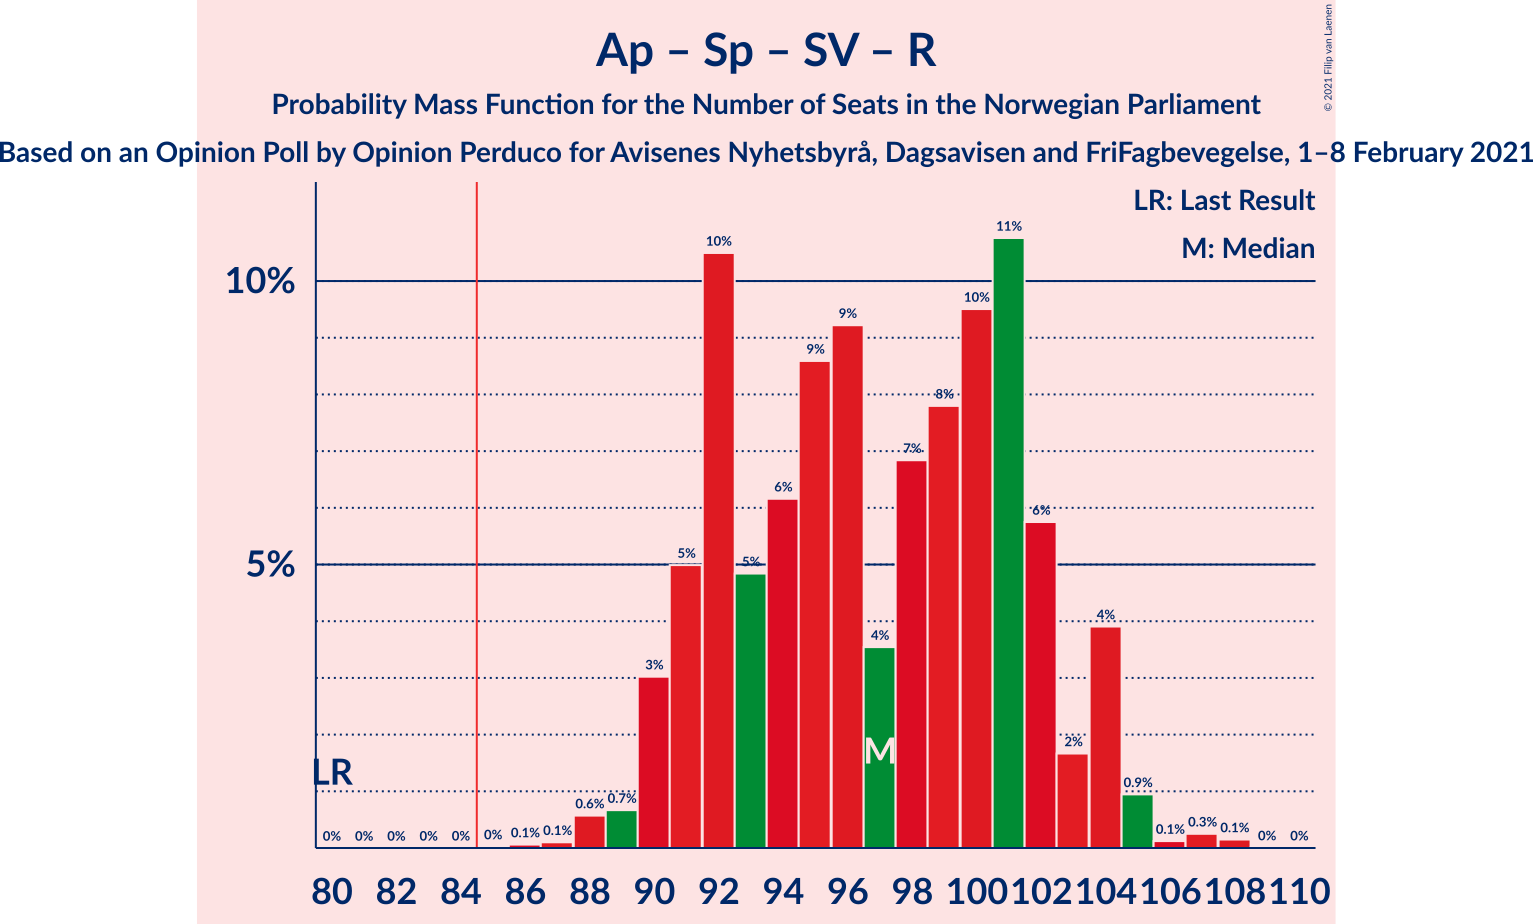 Ap – Sp – SV – R
Probability Mass Function for the Number of Seats in the Norwegian Parliament
Based on an Opinion Poll by Opinion Perduco for Avisenes Nyhetsbyrå, Dagsavisen and FriFagbevegelse, 1–8 February 2021
© 2021 Filip van Laenen
LR: Last Result
M: Median
10%
5%
LR
M
0% 0% 0% 0% 0% 0% 0.1% 0.1% 0.6% 0.7% 3% 5% 10% 5% 6% 9% 9% 4% 7% 8% 10% 11% 6% 2% 4% 0.9% 0.1% 0.3% 0.1% 0% 0%
80 82 84 86 88 90 92 94 96 98 100 102 104 106 108 110